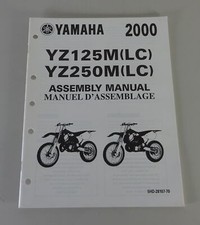 YAMAHA 2000
YZ125M(LC)
YZ250M(LC)
ASSEMBLY MANUAL
MANUEL D'ASSEMBLAGE